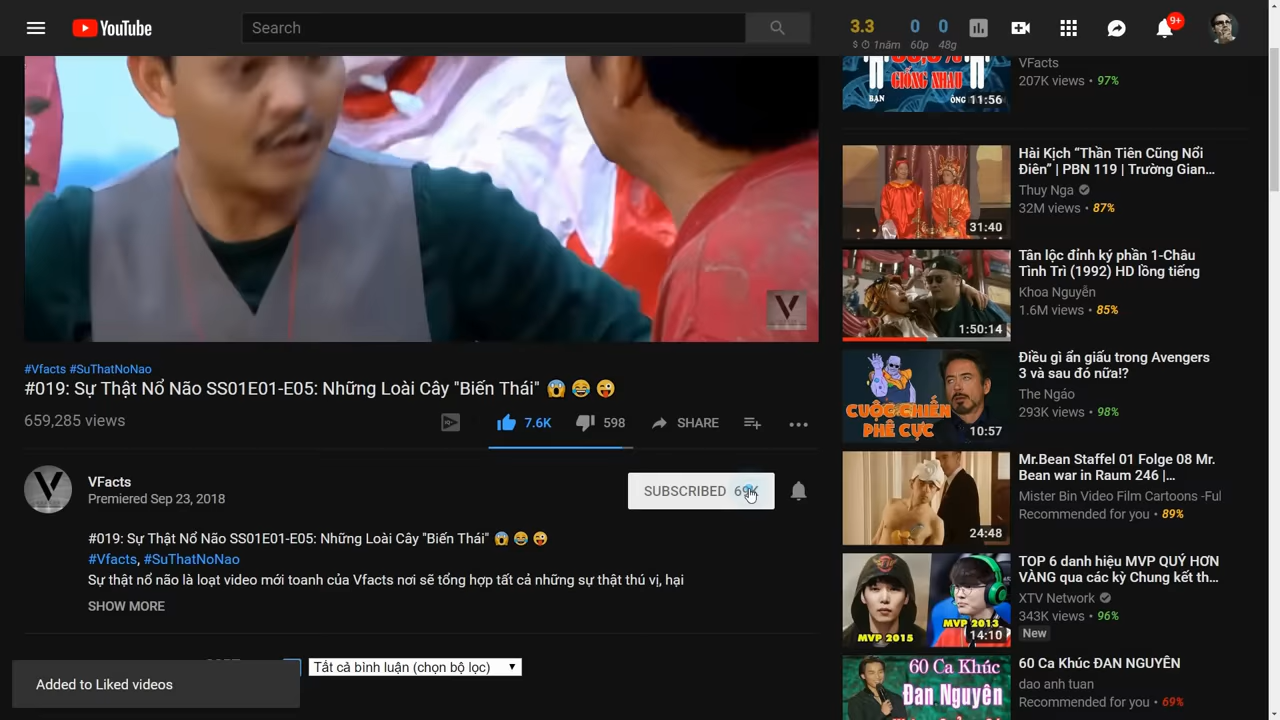 YouTube
Search
3.3
0
0
$
1năm
60p
48g
9+
GIỐNG NHAU
BẠN
ÔNG
11:56
VFacts
207K views • 97%
V
31:40
Hài Kịch “Thần Tiên Cũng Nổi
Điên” | PBN 119 | Trường Gian...
Thuy Nga
32M views • 87%
1:50:14
Tân lộc đỉnh ký phần 1-Châu
Tinh Trì (1992) HD lồng tiếng
Khoa Nguyễn
1.6M views • 85%
CUỘC CHIẾN
PHÊ CỰC
10:57
Điều gì ẩn giấu trong Avengers
3 và sau đó nữa!?
The Ngáo
293K views • 98%
24:48
Mr.Bean Staffel 01 Folge 08 Mr.
Bean war in Raum 246 |...
Mister Bin Video Film Cartoons -Ful
Recommended for you • 89%
MVP 2015
MVP 2013
14:10
TOP 6 danh hiệu MVP QUÝ HƠN
VÀNG qua các kỳ Chung kết th...
XTV Network
343K views • 96%
New
60 Ca Khúc
Đan Nguyên
60 Ca Khúc ĐAN NGUYÊN
dao anh tuan
Recommended for you • 69%
#Vfacts #SuThatNoNao
#019: Sự Thật Nổ Não SS01E01-E05: Những Loài Cây "Biến Thái" 😱 😂 😜
659,285 views
7.6K
598
SHARE
V
VFacts
Premiered Sep 23, 2018
SUBSCRIBED
#019: Sự Thật Nổ Não SS01E01-E05: Những Loài Cây "Biến Thái" 😱 😂 😜
#Vfacts, #SuThatNoNao
Sự thật nổ não là loạt video mới toanh của Vfacts nơi sẽ tổng hợp tất cả những sự thật thú vị, hại
SHOW MORE
Tất cả bình luận (chọn bộ lọc)
Added to Liked videos